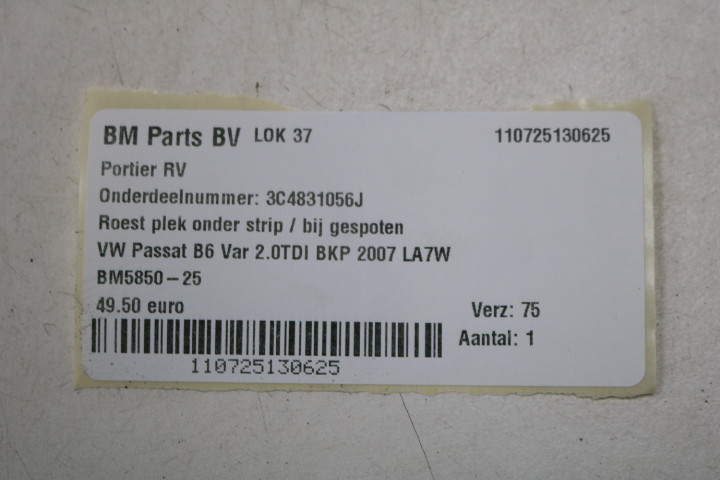 BM Parts BV LOK 37 110725130625
Portier RV
Onderdeelnummer: 3C4831056J
Roest plek onder strip / bij gespoten
VW Passat B6 Var 2.0TDI BKP 2007 LA7W
BM5850-25
49.50 euro Verz: 75
Aantal: 1
110725130625